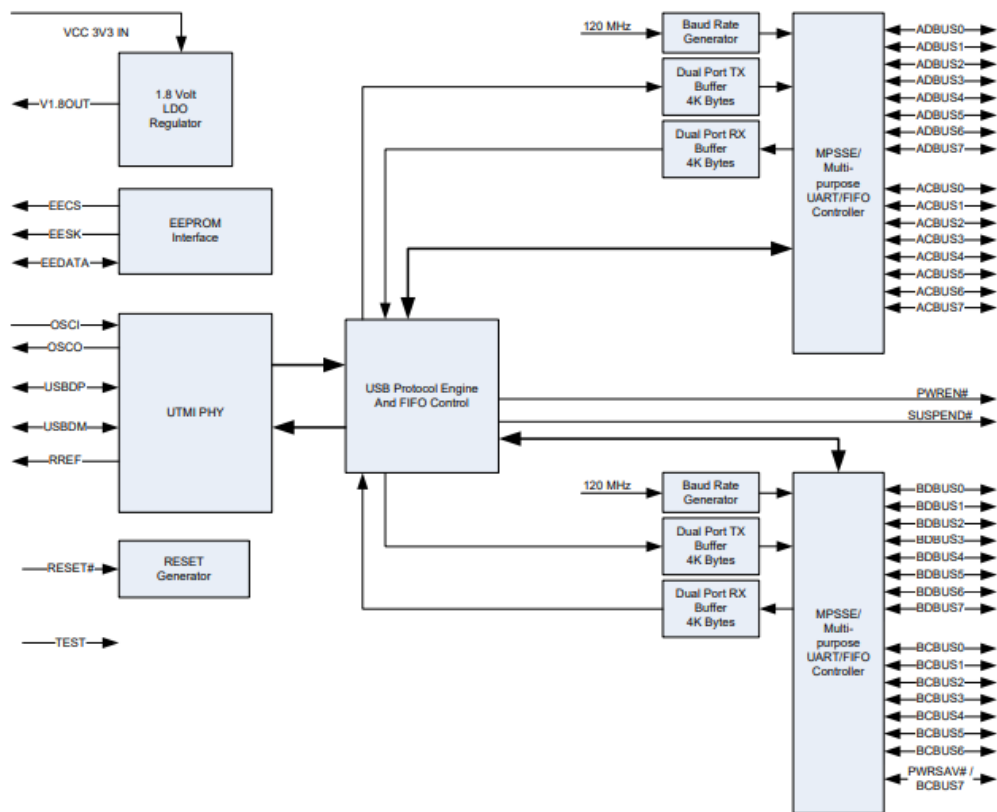 VCC 3V3 IN
1.8 Volt
LDO
Regulator
V1.8OUT
EECS
EESK
EEDATA
EEPROM
Interface
OSCI
OSCO
USBDP
USBDM
RREF
UTMI PHY
RESET#
RESET
Generator
TEST
USB Protocol Engine
And FIFO Control
120 MHz
Baud Rate
Generator
Dual Port TX
Buffer
4K Bytes
Dual Port RX
Buffer
4K Bytes
MPSSE/
Multi-
purpose
UART/FIFO
Controller
ADBUS0
ADBUS1
ADBUS2
ADBUS3
ADBUS4
ADBUS5
ADBUS6
ADBUS7
ACBUS0
ACBUS1
ACBUS2
ACBUS3
ACBUS4
ACBUS5
ACBUS6
ACBUS7
PWREN#
SUSPEND#
120 MHz
Baud Rate
Generator
Dual Port TX
Buffer
4K Bytes
Dual Port RX
Buffer
4K Bytes
MPSSE/
Multi-
purpose
UART/FIFO
Controller
BDBUS0
BDBUS1
BDBUS2
BDBUS3
BDBUS4
BDBUS5
BDBUS6
BDBUS7
BCBUS0
BCBUS1
BCBUS2
BCBUS3
BCBUS4
BCBUS5
BCBUS6
PWRSAV# /
BCBUS7